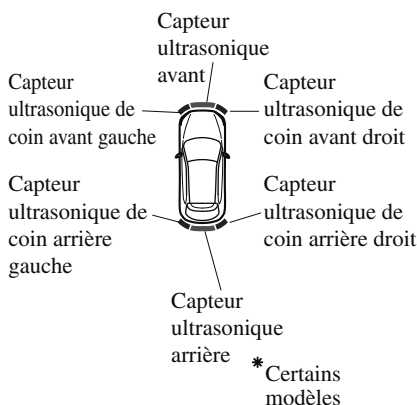 Capteur
ultrasonique
avant
Capteur
ultrasonique de
coin avant gauche
Capteur
ultrasonique de
coin avant droit
Capteur
ultrasonique de
coin arrière
gauche
Capteur
ultrasonique de
coin arrière droit
Capteur
ultrasonique
arrière
*Certains
modèles